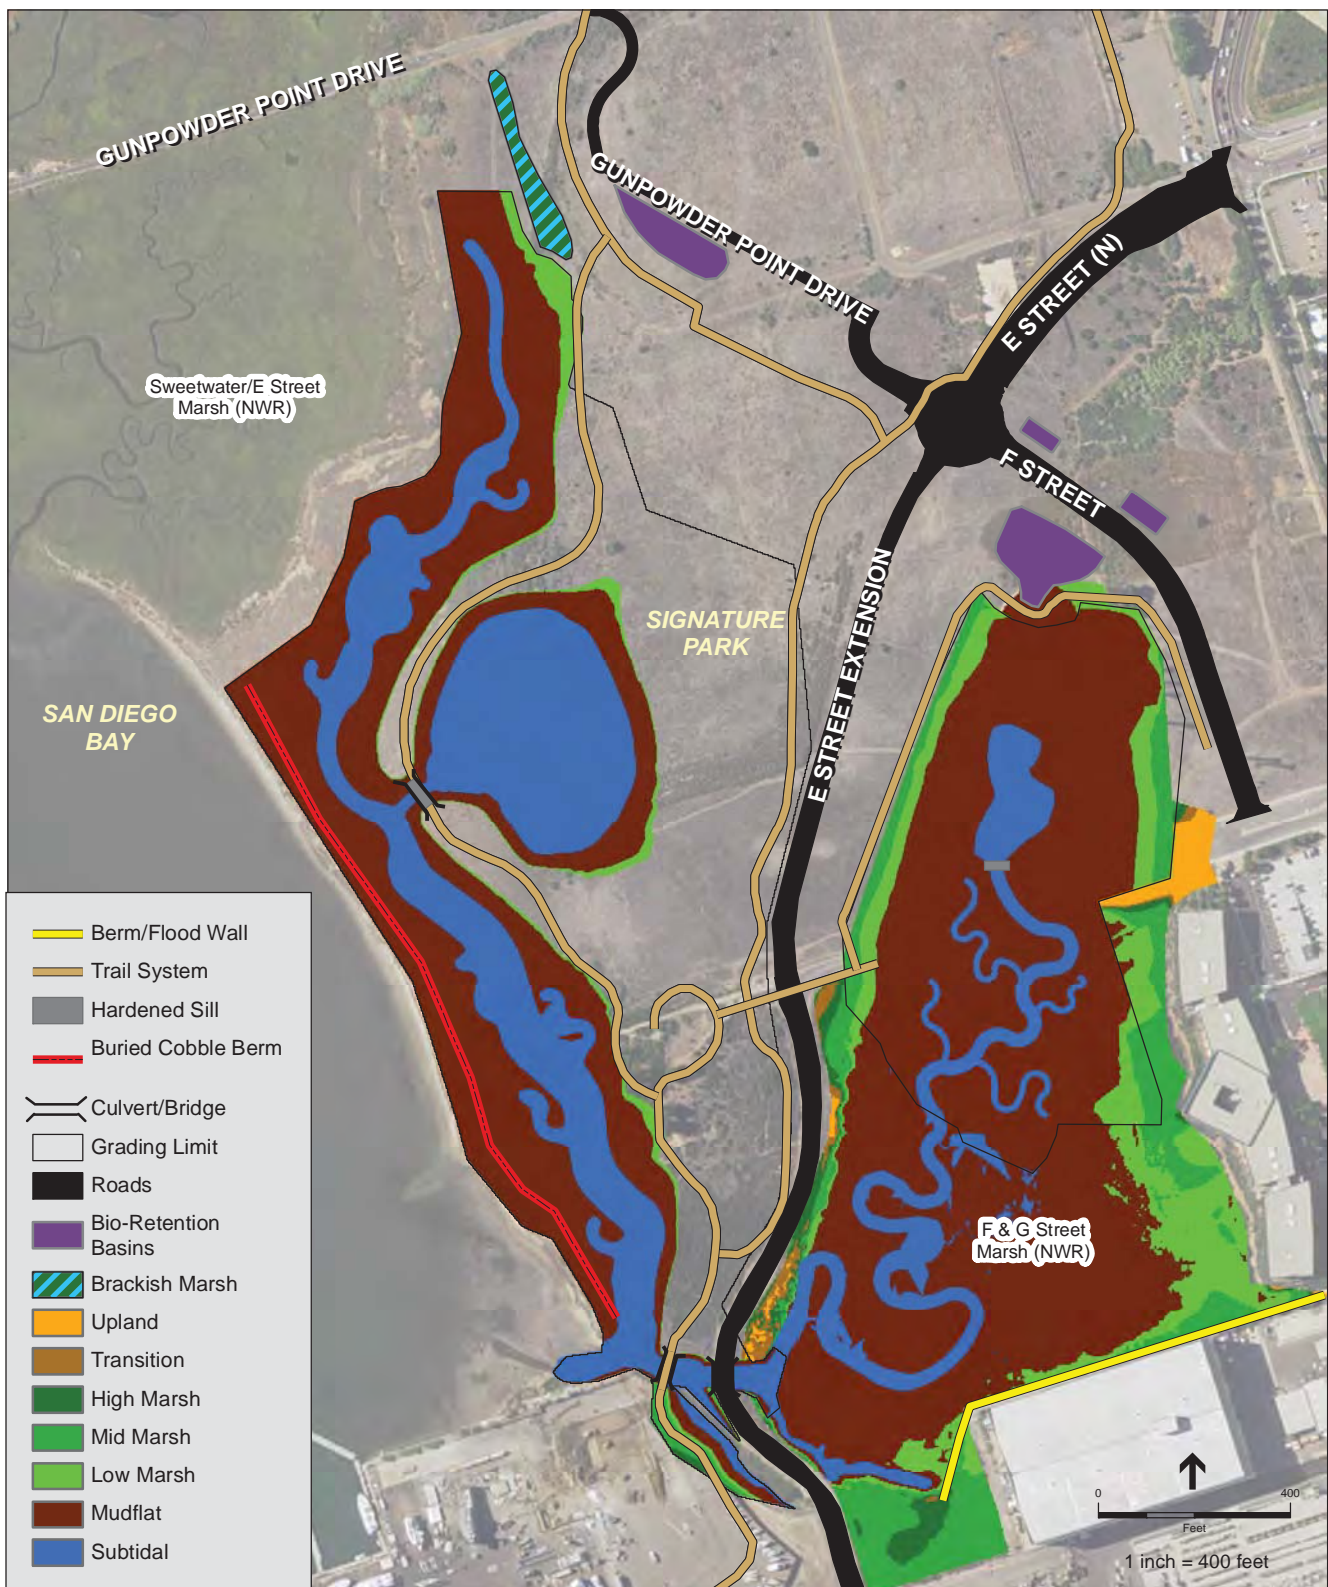 GUNPOWDER POINT DRIVE
GUNPOWDER POINT DRIVE
E STREET (N)
Sweetwater/E Street
Marsh (NWR)
F STREET
SIGNATURE
PARK
E STREET EXTENSION
SAN DIEGO
BAY
F & G Street
Marsh (NWR)
Berm/Flood Wall
Trail System
Hardened Sill
Buried Cobble Berm
Culvert/Bridge
Grading Limit
Roads
Bio-Retention
Basins
Brackish Marsh
Upland
Transition
High Marsh
Mid Marsh
Low Marsh
Mudflat
Subtidal
0 400
Feet
1 inch = 400 feet